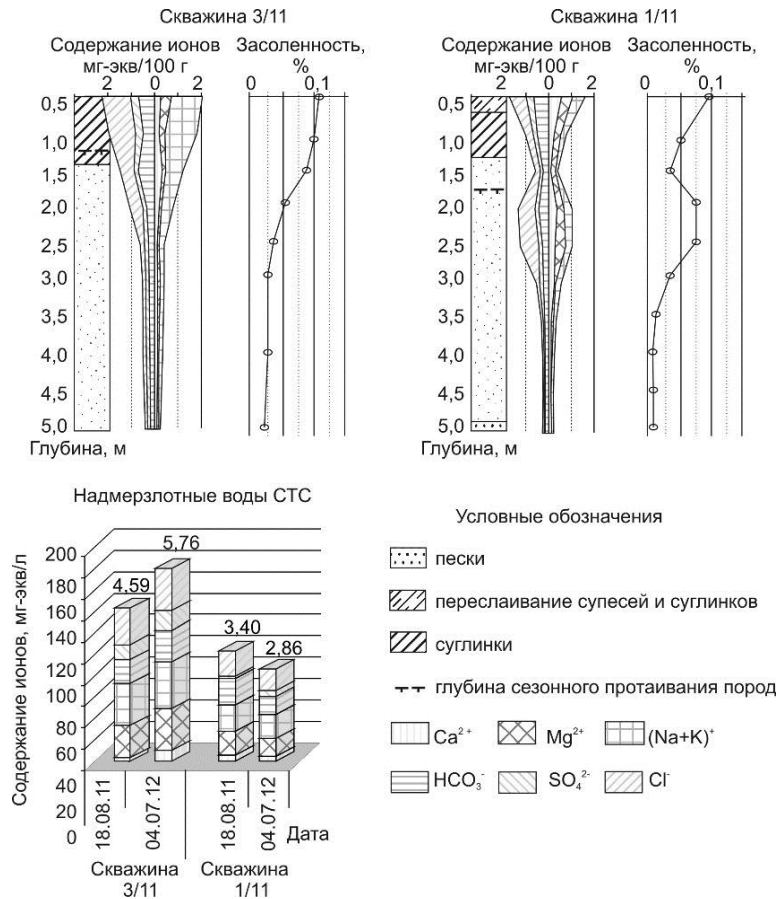 Скважина 3/11
Содержание ионов
мг-экв/100 г
Засоленность,
%
2 0 2
0 0,1
0,5
1,0
1,5
2,0
2,5
3,0
3,5
4,0
4,5
5,0
Глубина, м
Скважина 1/11
Содержание ионов
мг-экв/100 г
Засоленность,
%
2 0 2
0 0,1
0,5
1,0
1,5
2,0
2,5
3,0
3,5
4,0
4,5
5,0
Глубина, м
Надмерзлотные воды СТС
Содержание ионов, мг-экв/л
200
180
160
140
120
100
80
60
40
20
0
4,59
5,76
3,40
2,86
18.08.11
04.07.12
18.08.11
04.07.12
Дата
Скважина
3/11
Скважина
1/11
Условные обозначения
пески
переслаивание супесей и суглинков
суглинки
глубина сезонного протаивания пород
Ca²⁺ Mg²⁺ (Na+K)⁺
HCO₃⁻ SO₄²⁻ Cl⁻